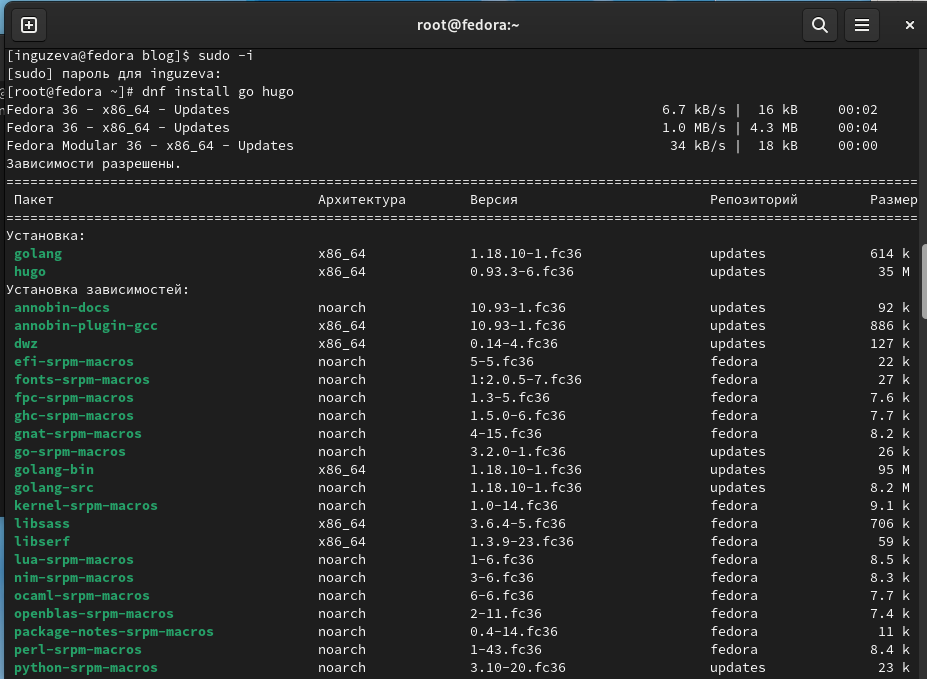 root@fedora:~
[inguzeva@fedora blog]$ sudo -i
[sudo] пароль для inguzeva:
[root@fedora ~]# dnf install go hugo
Fedora 36 - x86_64 - Updates 6.7 kB/s | 16 kB 00:02
Fedora 36 - x86_64 - Updates 1.0 MB/s | 4.3 MB 00:04
Fedora Modular 36 - x86_64 - Updates 34 kB/s | 18 kB 00:00
Зависимости разрешены.
================================================================================
Пакет Архитектура Версия Репозиторий Размер
================================================================================
Установка:
golang x86_64 1.18.10-1.fc36 updates 614 k
hugo x86_64 0.93.3-6.fc36 updates 35 M
Установка зависимостей:
annobin-docs noarch 10.93-1.fc36 updates 92 k
annobin-plugin-gcc x86_64 10.93-1.fc36 updates 886 k
dwz x86_64 0.14-4.fc36 updates 127 k
efi-srpm-macros noarch 5-5.fc36 fedora 22 k
fonts-srpm-macros noarch 1:2.0.5-7.fc36 fedora 27 k
fpc-srpm-macros noarch 1.3-5.fc36 fedora 7.6 k
ghc-srpm-macros noarch 1.5.0-6.fc36 fedora 7.7 k
gnat-srpm-macros noarch 4-15.fc36 fedora 8.2 k
go-srpm-macros noarch 3.2.0-1.fc36 updates 26 k
golang-bin x86_64 1.18.10-1.fc36 updates 95 M
golang-src noarch 1.18.10-1.fc36 updates 8.2 M
kernel-srpm-macros noarch 1.0-14.fc36 fedora 9.1 k
libsass x86_64 3.6.4-5.fc36 fedora 706 k
libserf x86_64 1.3.9-23.fc36 fedora 59 k
lua-srpm-macros noarch 1-6.fc36 fedora 8.5 k
nim-srpm-macros noarch 3-6.fc36 fedora 8.3 k
ocaml-srpm-macros noarch 6-6.fc36 fedora 7.7 k
openblas-srpm-macros noarch 2-11.fc36 fedora 7.4 k
package-notes-srpm-macros noarch 0.4-14.fc36 fedora 11 k
perl-srpm-macros noarch 1-43.fc36 fedora 8.4 k
python-srpm-macros noarch 3.10-20.fc36 updates 23 k